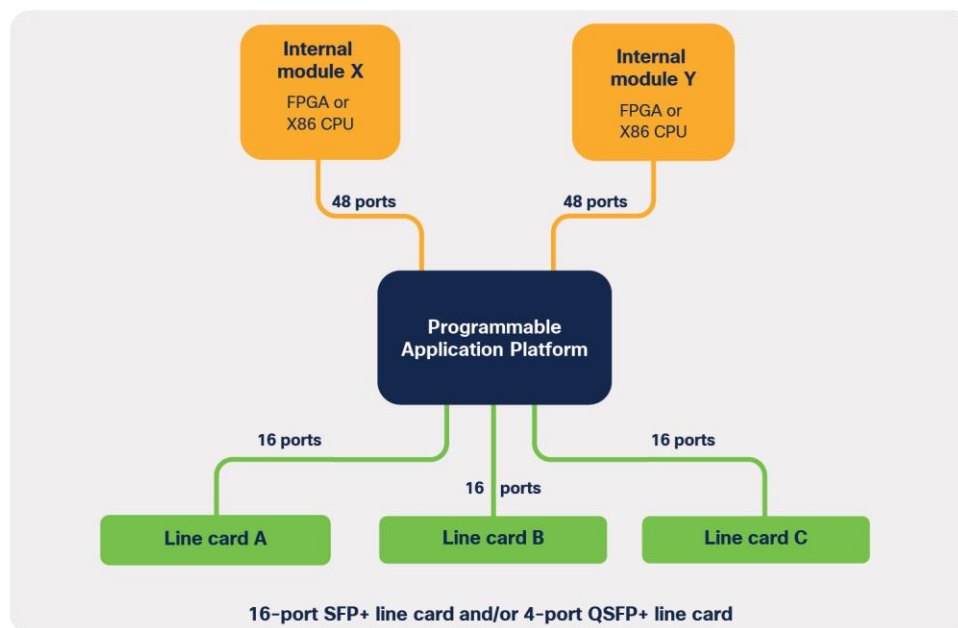 Internal
module X
FPGA or
X86 CPU
Internal
module Y
FPGA or
X86 CPU
48 ports
48 ports
Programmable
Application Platform
16 ports
16 ports
16 ports
Line card A
Line card B
Line card C
16-port SFP+ line card and/or 4-port QSFP+ line card